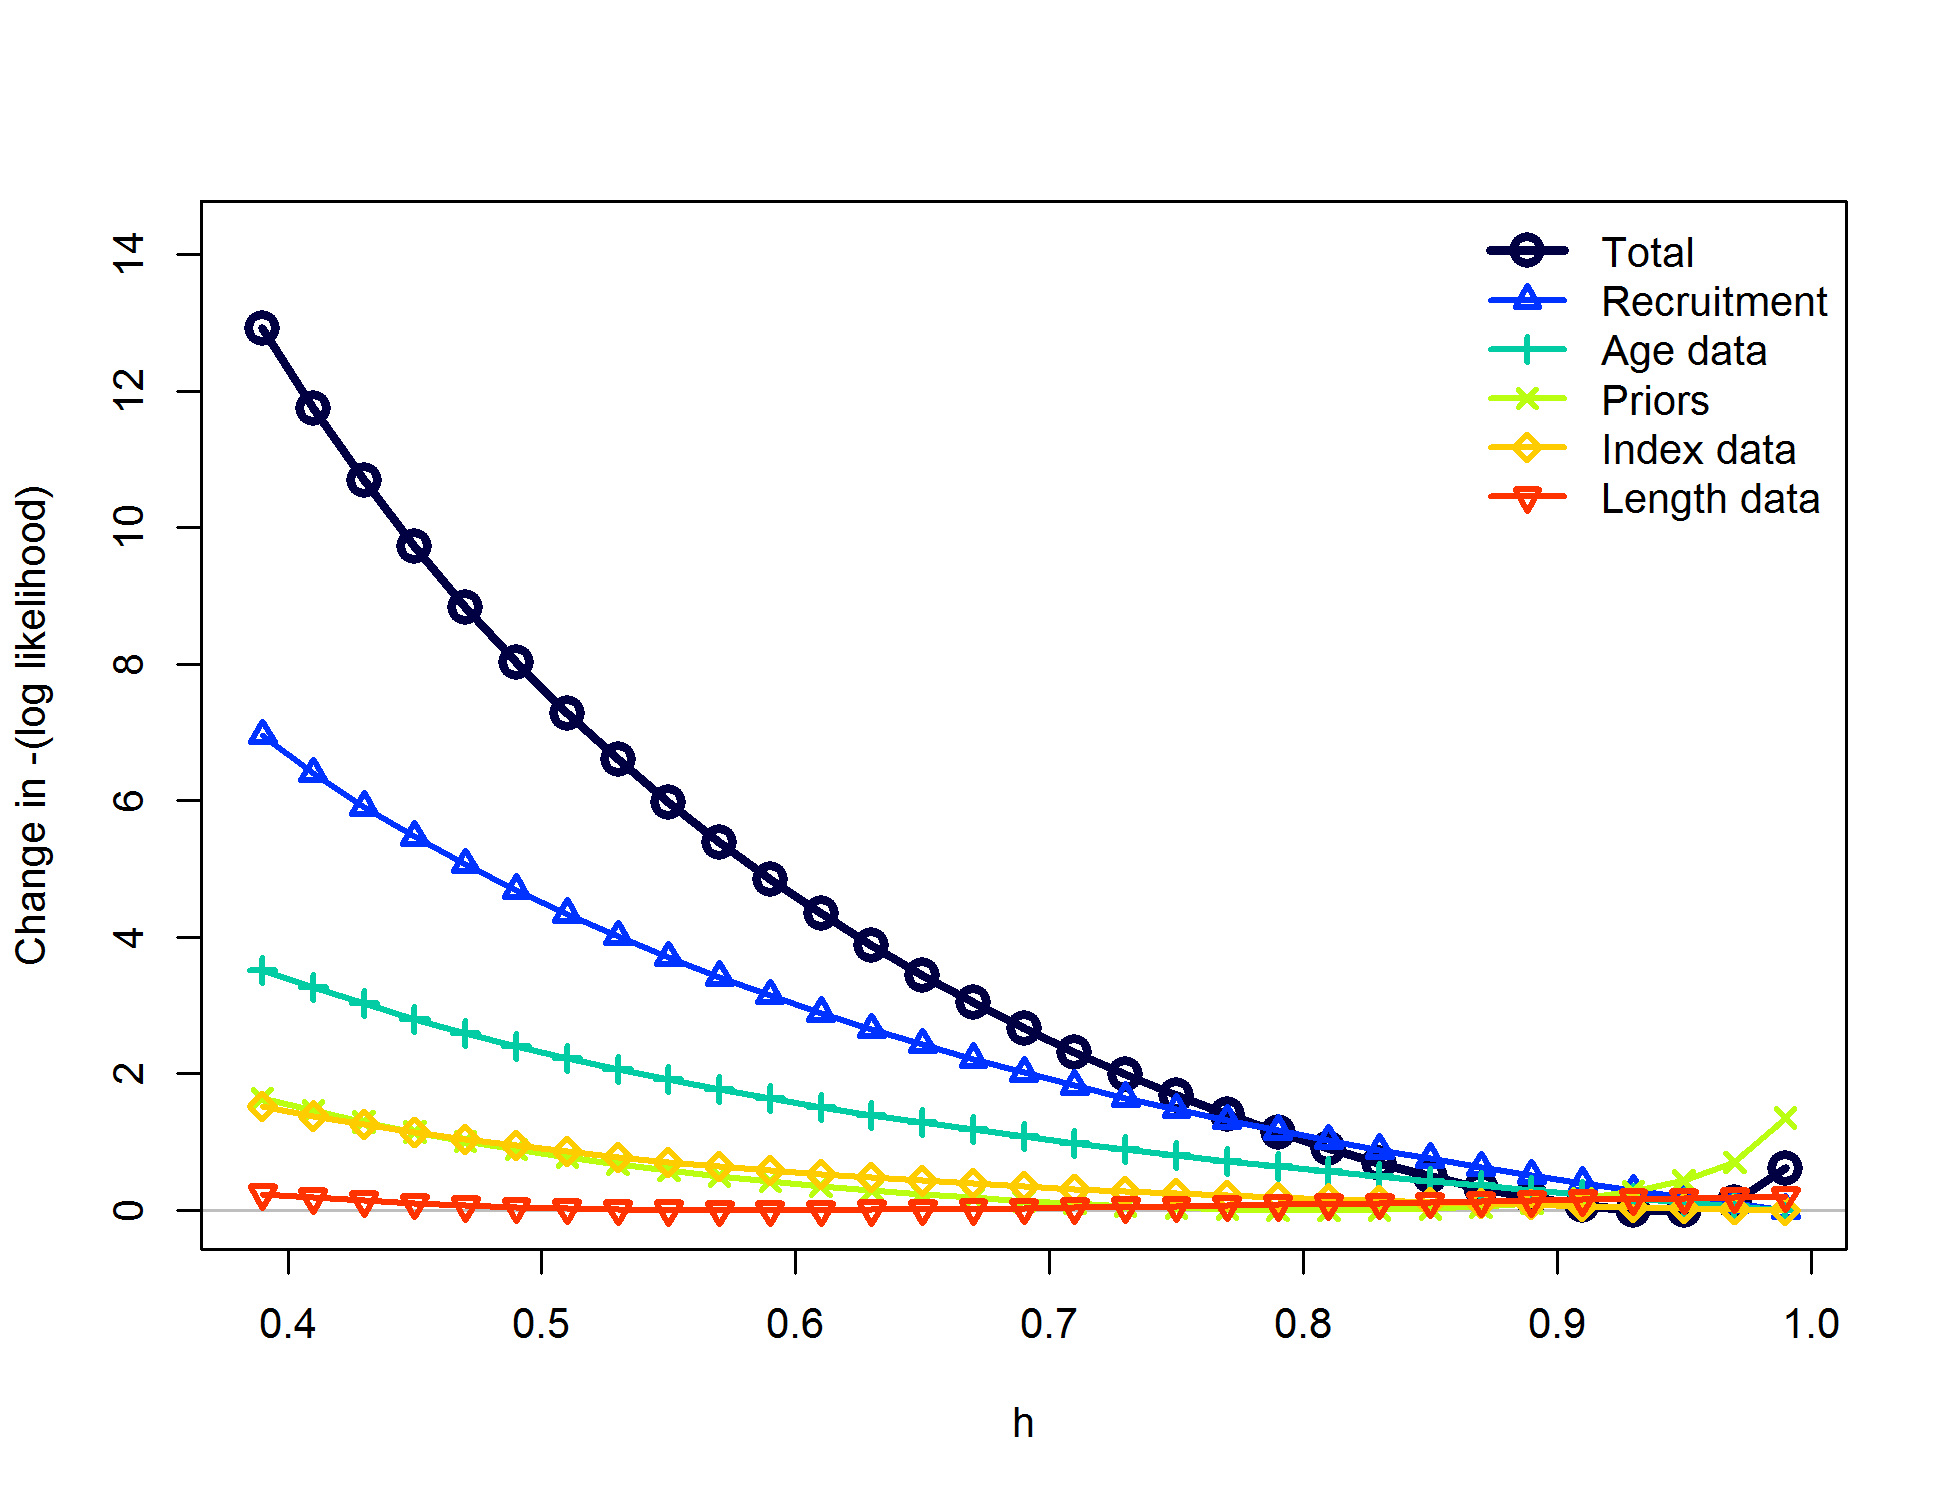 Total
Recruitment
Age data
Priors
Index data
Length data
Change in -(log likelihood)
14
12
10
8
6
4
2
0
0.4 0.5 0.6 0.7 0.8 0.9 1.0
h